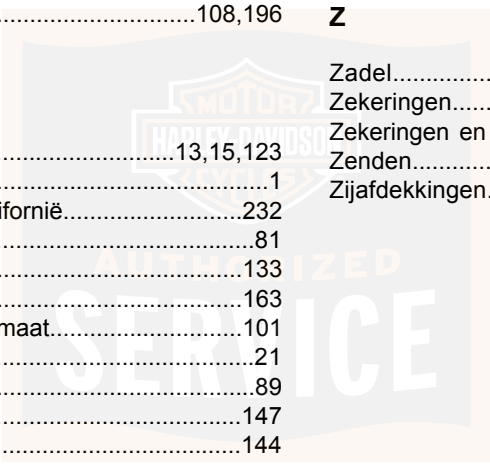 ...............................108,196
...............................13,15,123
...............................1
ifornië...............................232
...............................81
...............................133
...............................163
maat...............................101
...............................21
...............................89
...............................147
...............................144
Z
Zadel...............
Zekeringen......
Zekeringen en
Zenden............
Zijafdekkingen.
MOTOR
HARLEY-DAVIDSON
CYCLES
AUTHORIZED
SERVICE